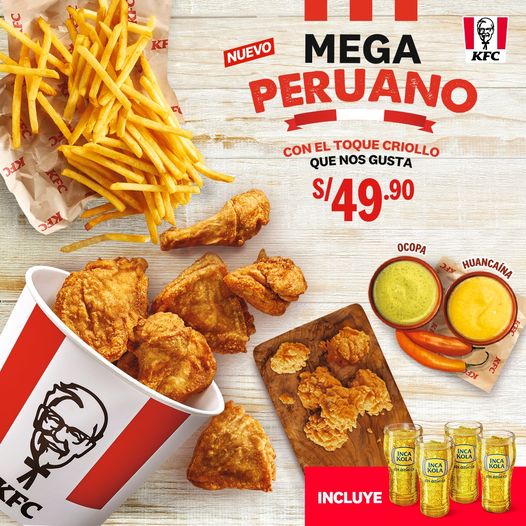 NUEVO
MEGA
PERUANO
CON EL TOQUE CRIOLLO
QUE NOS GUSTA
S/49.90
KFC
KFC
KFC
KFC
OCOPA
HUANCAÍNA
KFC
INCLUYE
INCA
KOLA
INCA
KOLA
INCA
KOLA
INCA
KOLA